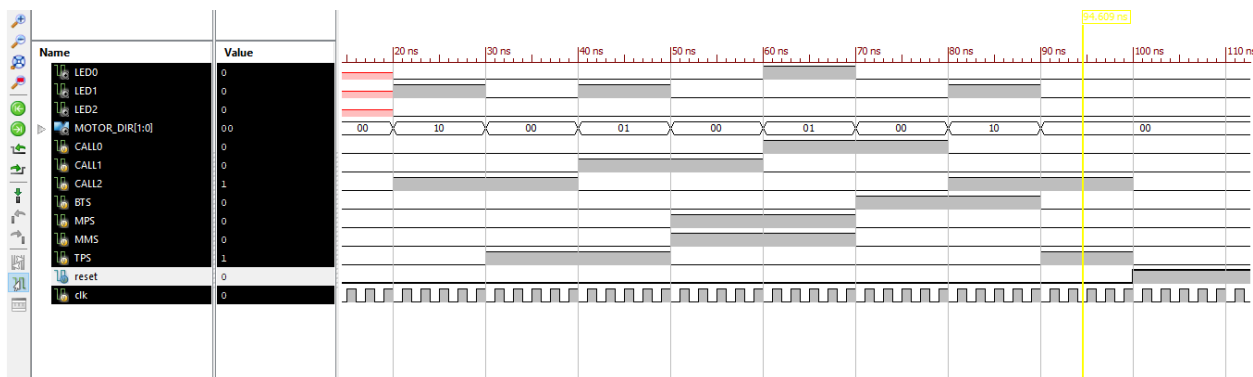 94.609 ns
Name Value
20 ns 30 ns 40 ns 50 ns 60 ns 70 ns 80 ns 90 ns 100 ns 110 n
LED0 0
LED1 0
LED2 0
MOTOR_DIR[1:0] 00 00 10 00 01 00 01 00 10 00
CALL0 0
CALL1 0
CALL2 1
BTS 0
MPS 0
MMS 0
TPS 1
reset 0
clk 0